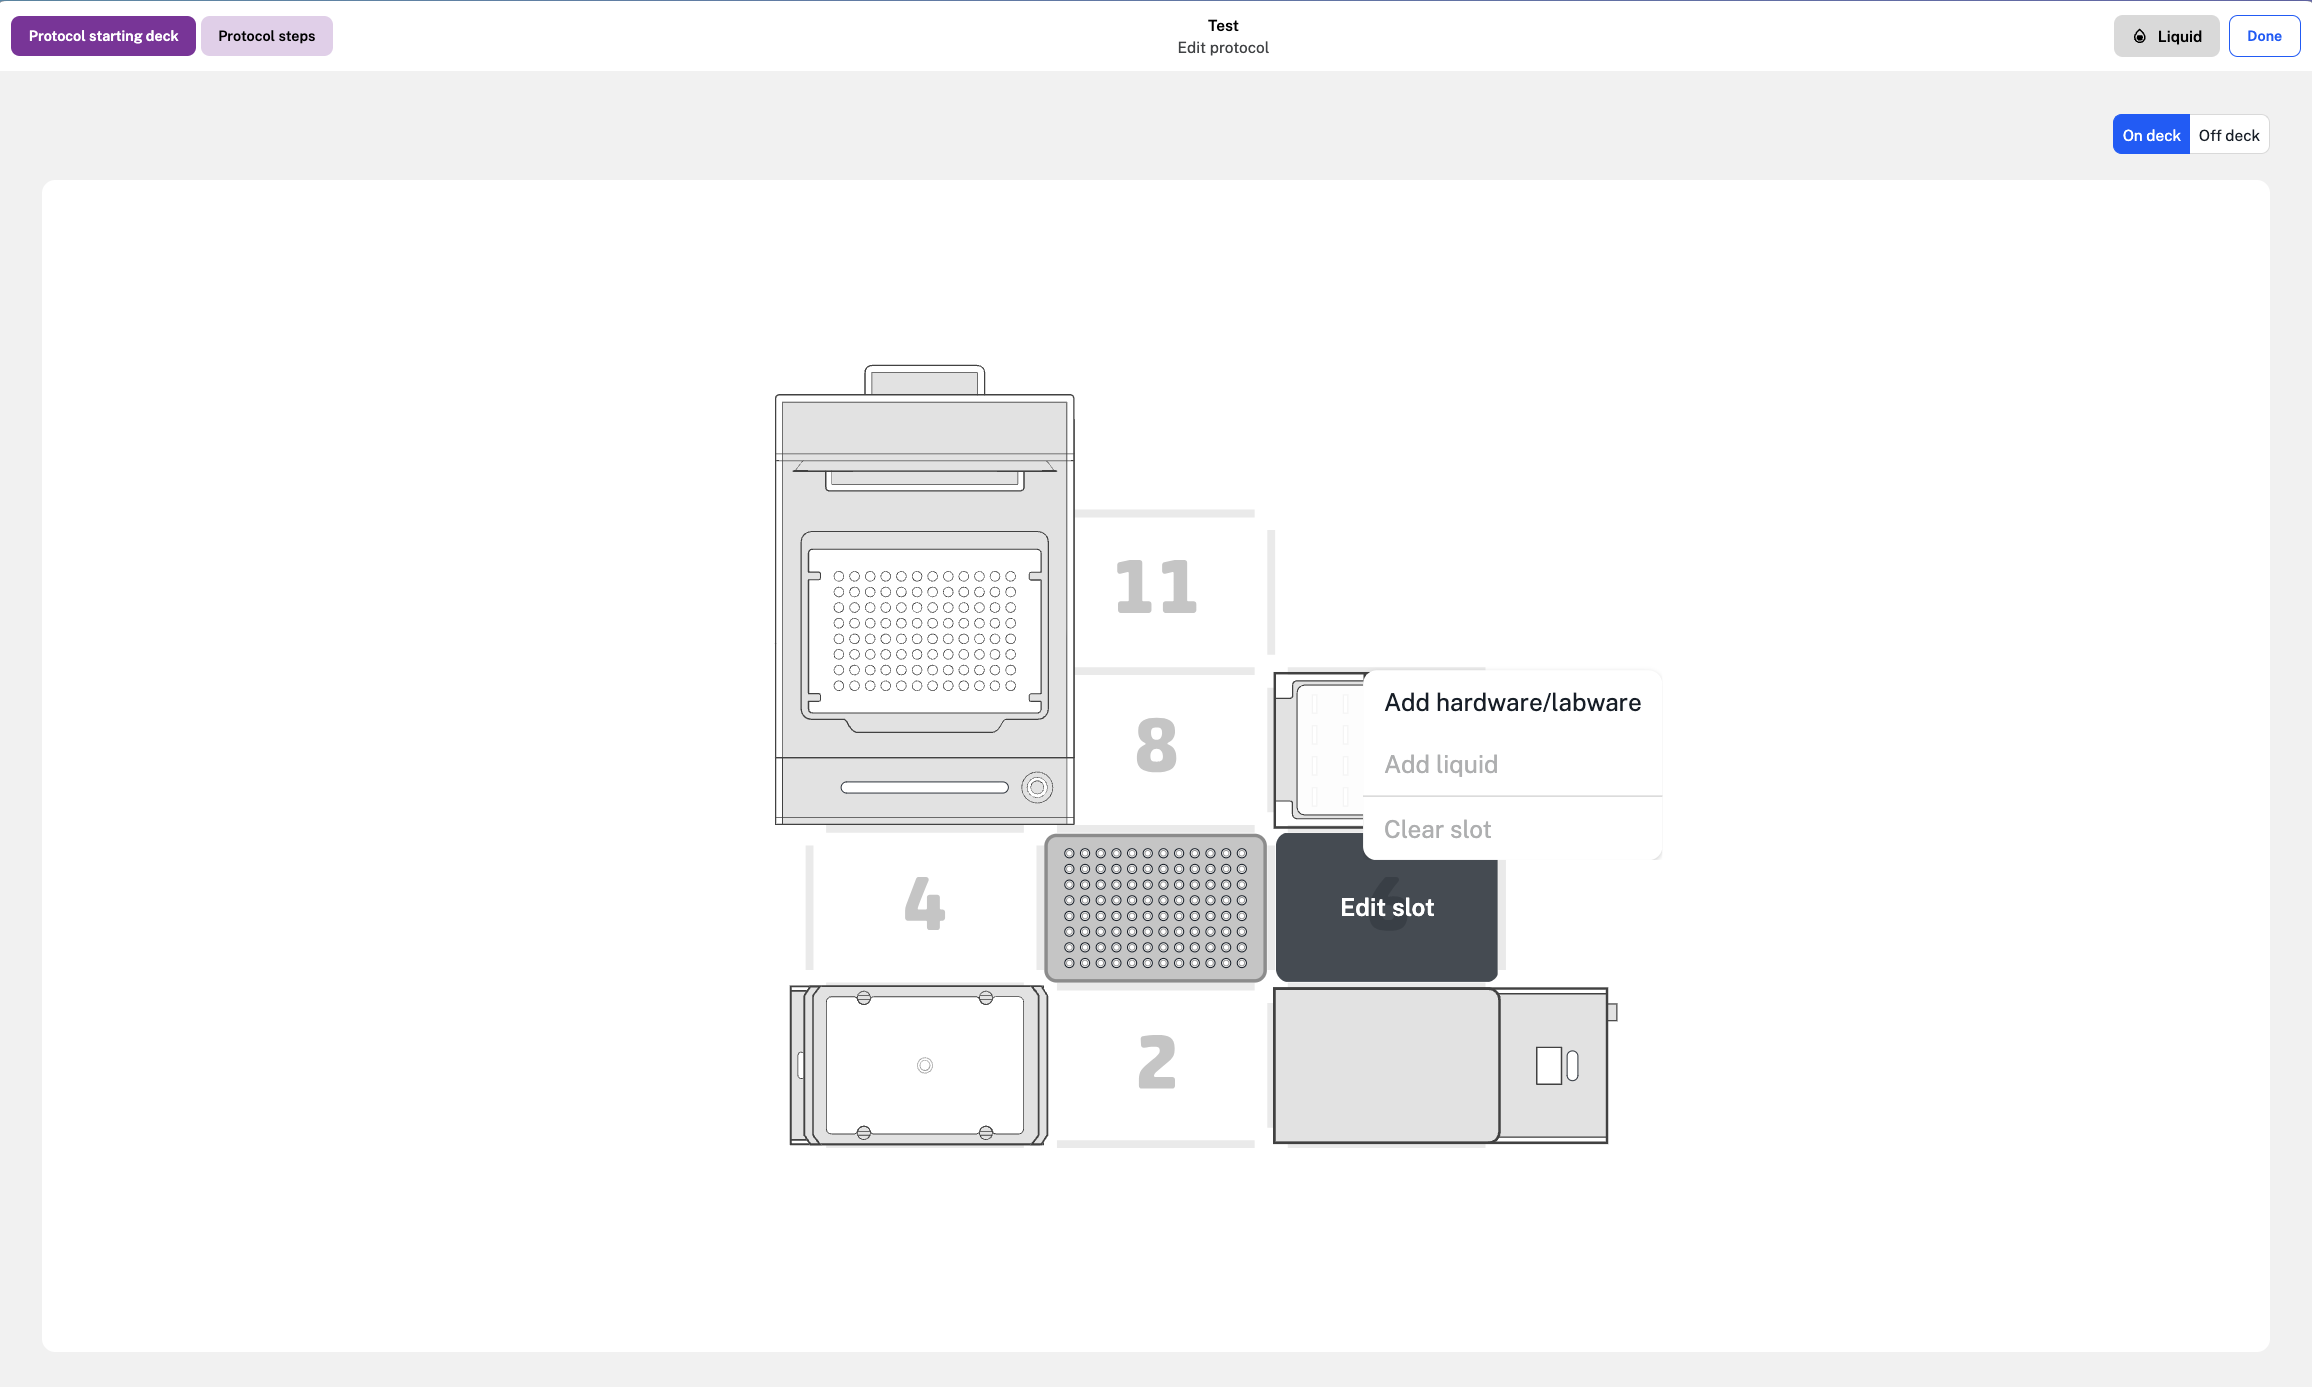 Protocol starting deck
Protocol steps
Test
Edit protocol
Liquid
Done
On deck
Off deck
11
8
Add hardware/labware
Add liquid
Clear slot
4
6
Edit slot
2